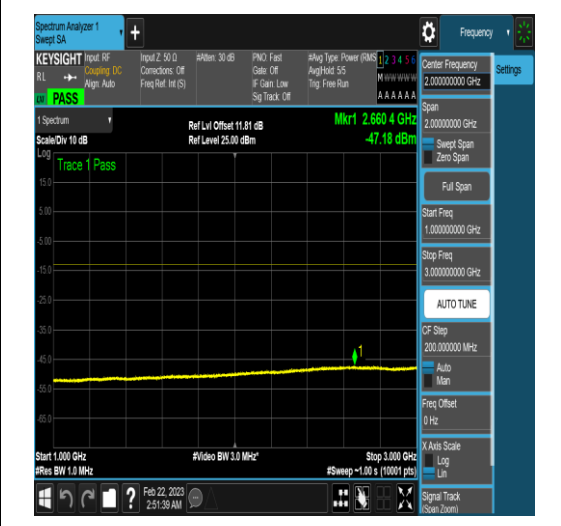 Spectrum Analyzer 1
Swept SA
+
Frequency
KEYSIGHT
RL
PASS
Input: RF
Coupling: DC
Align: Auto
Input Z: 50 Ω
Corrections: Off
Freq Ref: Int (S)
#Atten: 30 dB
PNO: Fast
Gate: Off
IF Gain: Low
Sig Track: Off
#Avg Type: Power (RMS
Avg|Hold: 5/5
Trig: Free Run
1 2 3 4 5 6
M W W W W W
A A A A A A
Center Frequency
2.000000000 GHz
Settings
Span
2.00000000 GHz
Swept Span
Zero Span
Full Span
Start Freq
1.000000000 GHz
Stop Freq
3.000000000 GHz
AUTO TUNE
CF Step
200.000000 MHz
Auto
Man
Freq Offset
0 Hz
X Axis Scale
Log
Lin
Signal Track
(Span Zoom)
1 Spectrum
Scale/Div 10 dB
Ref Lvl Offset 11.81 dB
Ref Level 25.00 dBm
Mkr1 2.660 4 GHz
-47.18 dBm
Log
Trace 1 Pass
15.0
5.00
-5.00
-15.0
-25.0
-35.0
-45.0
-55.0
-65.0
1
Start 1.000 GHz
#Res BW 1.0 MHz
#Video BW 3.0 MHz*
Stop 3.000 GHz
#Sweep ~1.00 s (10001 pts)
?
Feb 22, 2023
2:51:39 AM